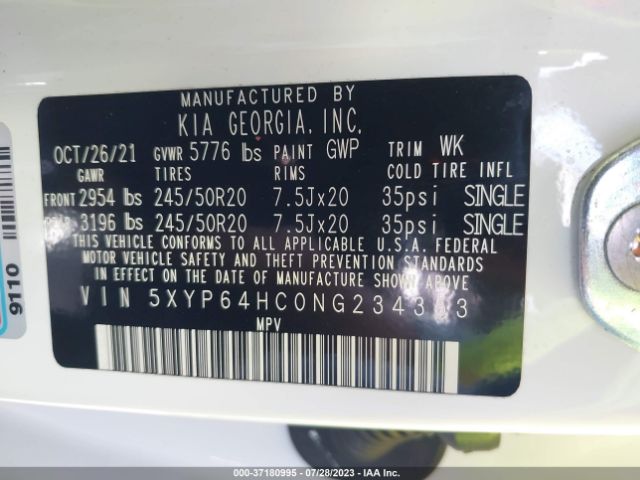 MANUFACTURED BY
KIA GEORGIA, INC.
OCT/26/21 GVWR 5776 lbs PAINT GWP TRIM WK
GAWR TIRES RIMS COLD TIRE INFL
FRONT 2954 lbs 245/50R20 7.5Jx20 35psi SINGLE
3196 lbs 245/50R20 7.5Jx20 35psi SINGLE
THIS VEHICLE CONFORMS TO ALL APPLICABLE U.S.A. FEDERAL
MOTOR VEHICLE SAFETY AND THEFT PREVENTION STANDARDS
IN EFFECT ON THE DATE OF MANUFACTURE SHOWN ABOVE
VIN
MPV
9110
000-37180995 - 07/28/2023 - IAA Inc.